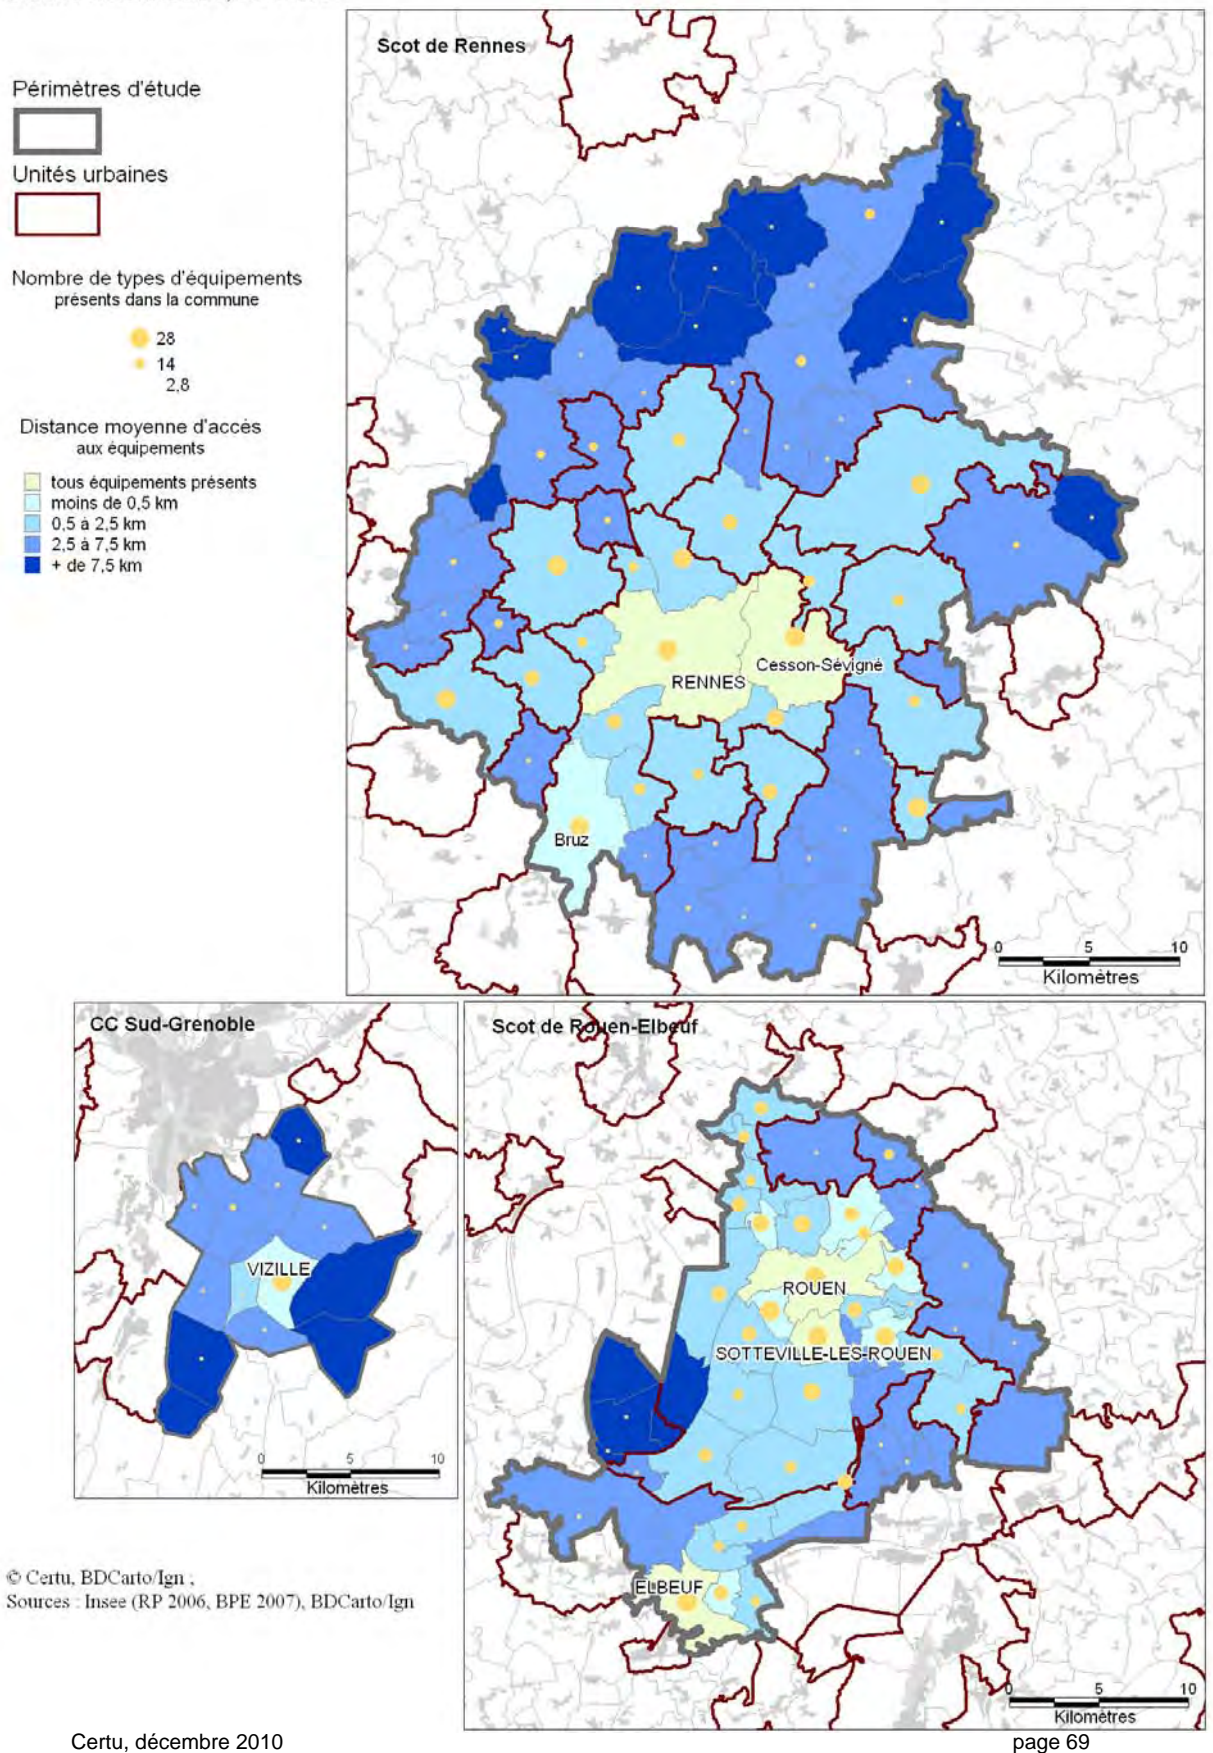 Scot de Rennes
Périmètres d'étude
Unités urbaines
Nombre de types d'équipements
présents dans la commune
28
14
2,8
Distance moyenne d'accès
aux équipements
tous équipements présents
moins de 0,5 km
0,5 à 2,5 km
2,5 à 7,5 km
+ de 7,5 km
Cesson-Sévigné
RENNES
Bruz
0 5 10
Kilomètres
CC Sud-Grenoble
VIZILLE
0 5 10
Kilomètres
Scot de Rouen-Elbeuf
ROUEN
SOTTEVILLE-LES-ROUEN
ELBEUF
0 5 10
Kilomètres
© Certu, BDCarto/Ign ;
Sources : Insee (RP 2006, BPE 2007), BDCarto/Ign
Certu, décembre 2010
page 69